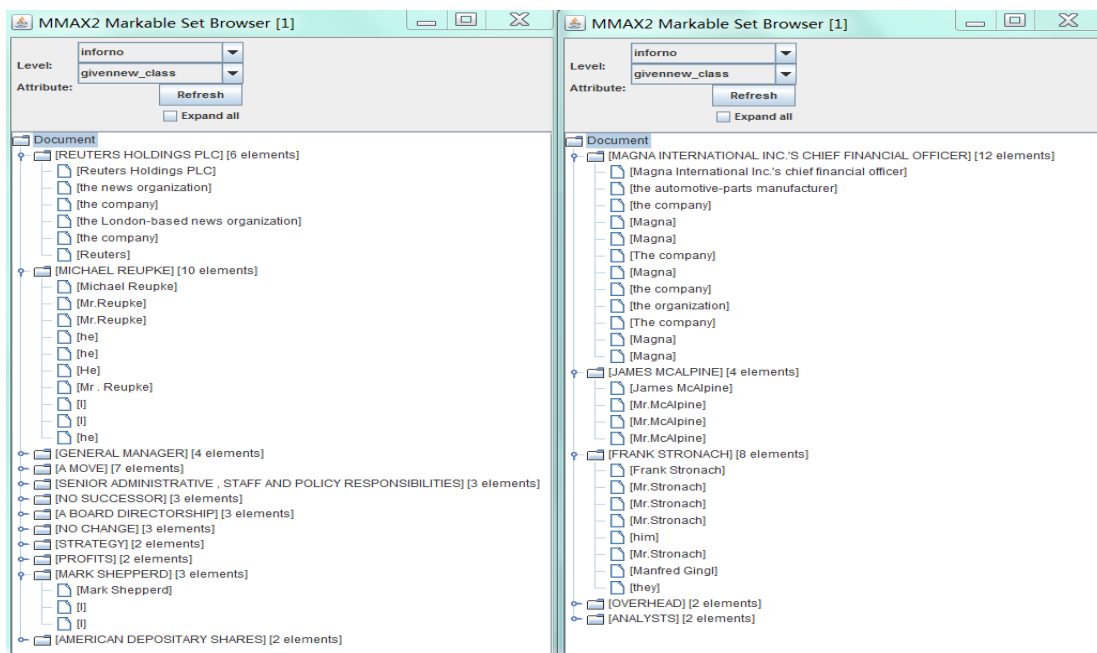 MMAX2 Markable Set Browser [1]
Level:
inforno
Attribute:
givennew_class
Refresh
Expand all
Document
[REUTERS HOLDINGS PLC] [6 elements]
[Reuters Holdings PLC]
[the news organization]
[the company]
[the London-based news organization]
[the company]
[Reuters]
[MICHAEL REUPKE] [10 elements]
[Michael Reupke]
[Mr.Reupke]
[Mr.Reupke]
[he]
[he]
[He]
[Mr . Reupke]
[I]
[I]
[he]
[GENERAL MANAGER] [4 elements]
[A MOVE] [7 elements]
[SENIOR ADMINISTRATIVE , STAFF AND POLICY RESPONSIBILITIES] [3 elements]
[NO SUCCESSOR] [3 elements]
[A BOARD DIRECTORSHIP] [3 elements]
[NO CHANGE] [3 elements]
[STRATEGY] [2 elements]
[PROFITS] [2 elements]
[MARK SHEPPERD] [3 elements]
[Mark Shepperd]
[I]
[I]
[AMERICAN DEPOSITARY SHARES] [2 elements]
MMAX2 Markable Set Browser [1]
Level:
inforno
Attribute:
givennew_class
Refresh
Expand all
Document
[MAGNA INTERNATIONAL INC.'S CHIEF FINANCIAL OFFICER] [12 elements]
[Magna International Inc.'s chief financial officer]
[the automotive-parts manufacturer]
[the company]
[Magna]
[Magna]
[The company]
[Magna]
[the company]
[the organization]
[The company]
[Magna]
[Magna]
[JAMES MCALPINE] [4 elements]
[James McAlpine]
[Mr.McAlpine]
[Mr.McAlpine]
[Mr.McAlpine]
[FRANK STRONACH] [8 elements]
[Frank Stronach]
[Mr.Stronach]
[Mr.Stronach]
[Mr.Stronach]
[him]
[Mr.Stronach]
[Manfred Gingl]
[they]
[OVERHEAD] [2 elements]
[ANALYSTS] [2 elements]